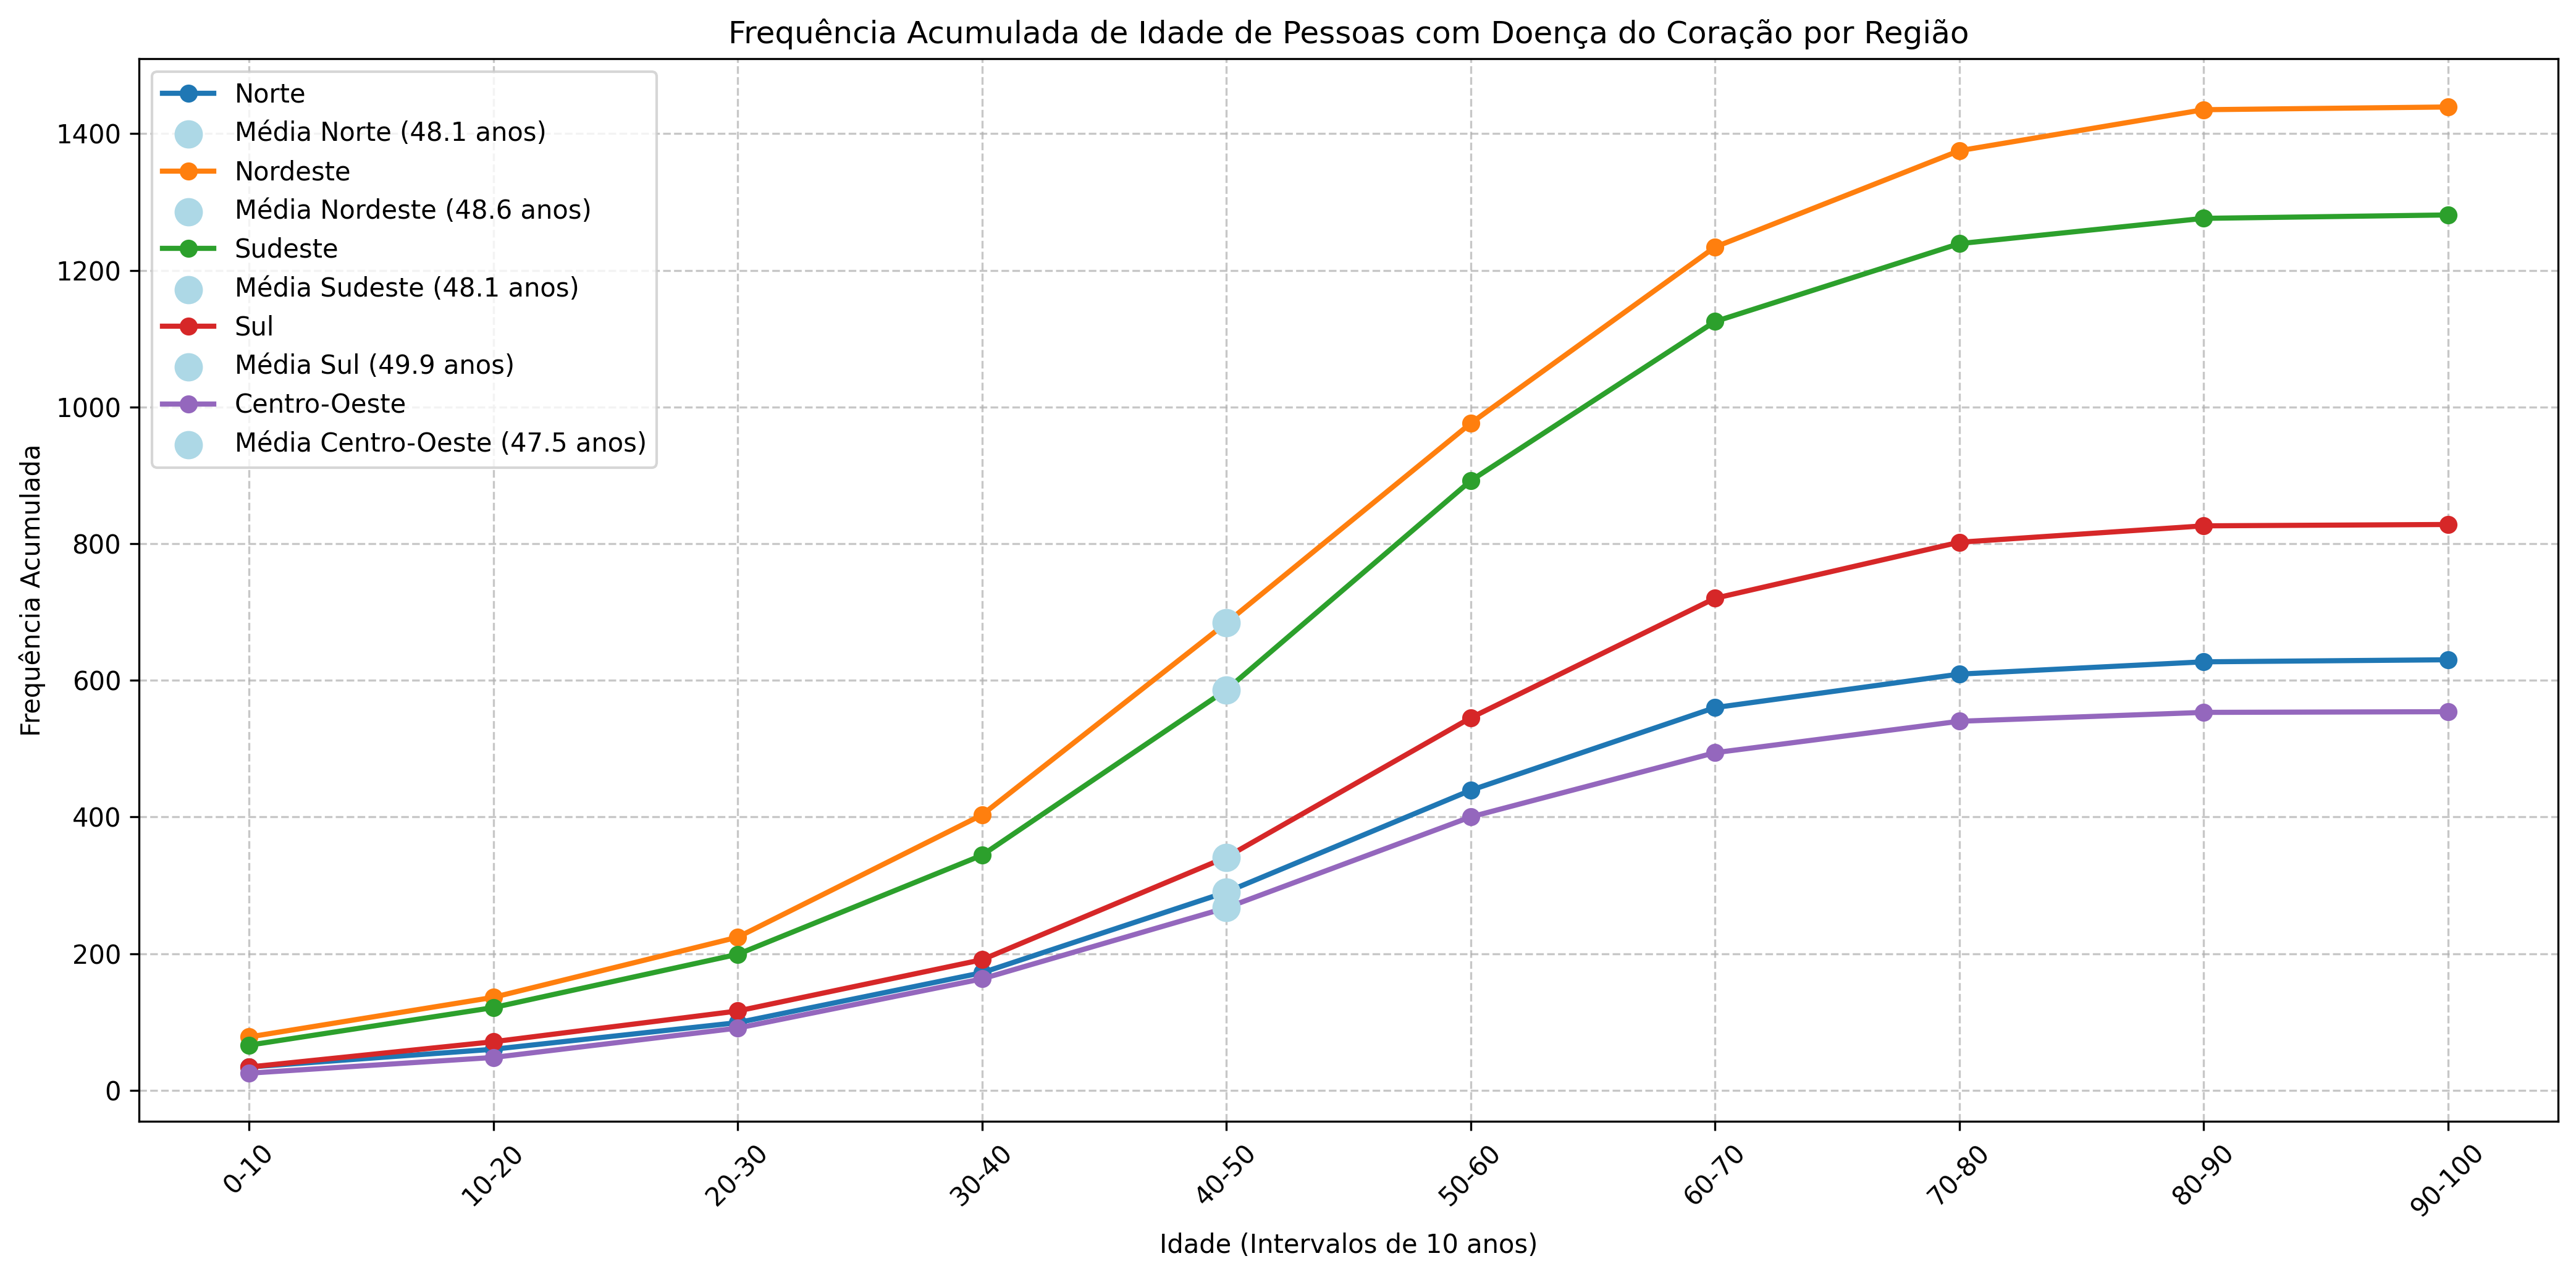 Frequência Acumulada de Idade de Pessoas com Doença do Coração por Região
Norte
Média Norte (48.1 anos)
Nordeste
Média Nordeste (48.6 anos)
Sudeste
Média Sudeste (48.1 anos)
Sul
Média Sul (49.9 anos)
Centro-Oeste
Média Centro-Oeste (47.5 anos)
Frequência Acumulada
1400
1200
1000
800
600
400
200
0
0-10
10-20
20-30
30-40
40-50
50-60
60-70
70-80
80-90
90-100
Idade (Intervalos de 10 anos)